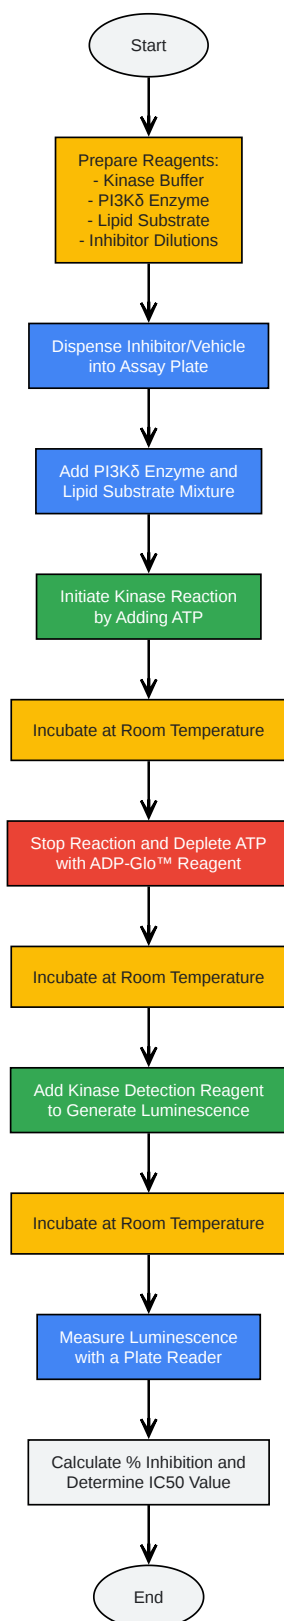 Start
Prepare Reagents:
- Kinase Buffer
- PI3Kδ Enzyme
- Lipid Substrate
- Inhibitor Dilutions
Dispense Inhibitor/Vehicle
into Assay Plate
Add PI3Kδ Enzyme and
Lipid Substrate Mixture
Initiate Kinase Reaction
by Adding ATP
Incubate at Room Temperature
Stop Reaction and Deplete ATP
with ADP-Glo™ Reagent
Incubate at Room Temperature
Add Kinase Detection Reagent
to Generate Luminescence
Incubate at Room Temperature
Measure Luminescence
with a Plate Reader
Calculate % Inhibition and
Determine IC50 Value
End